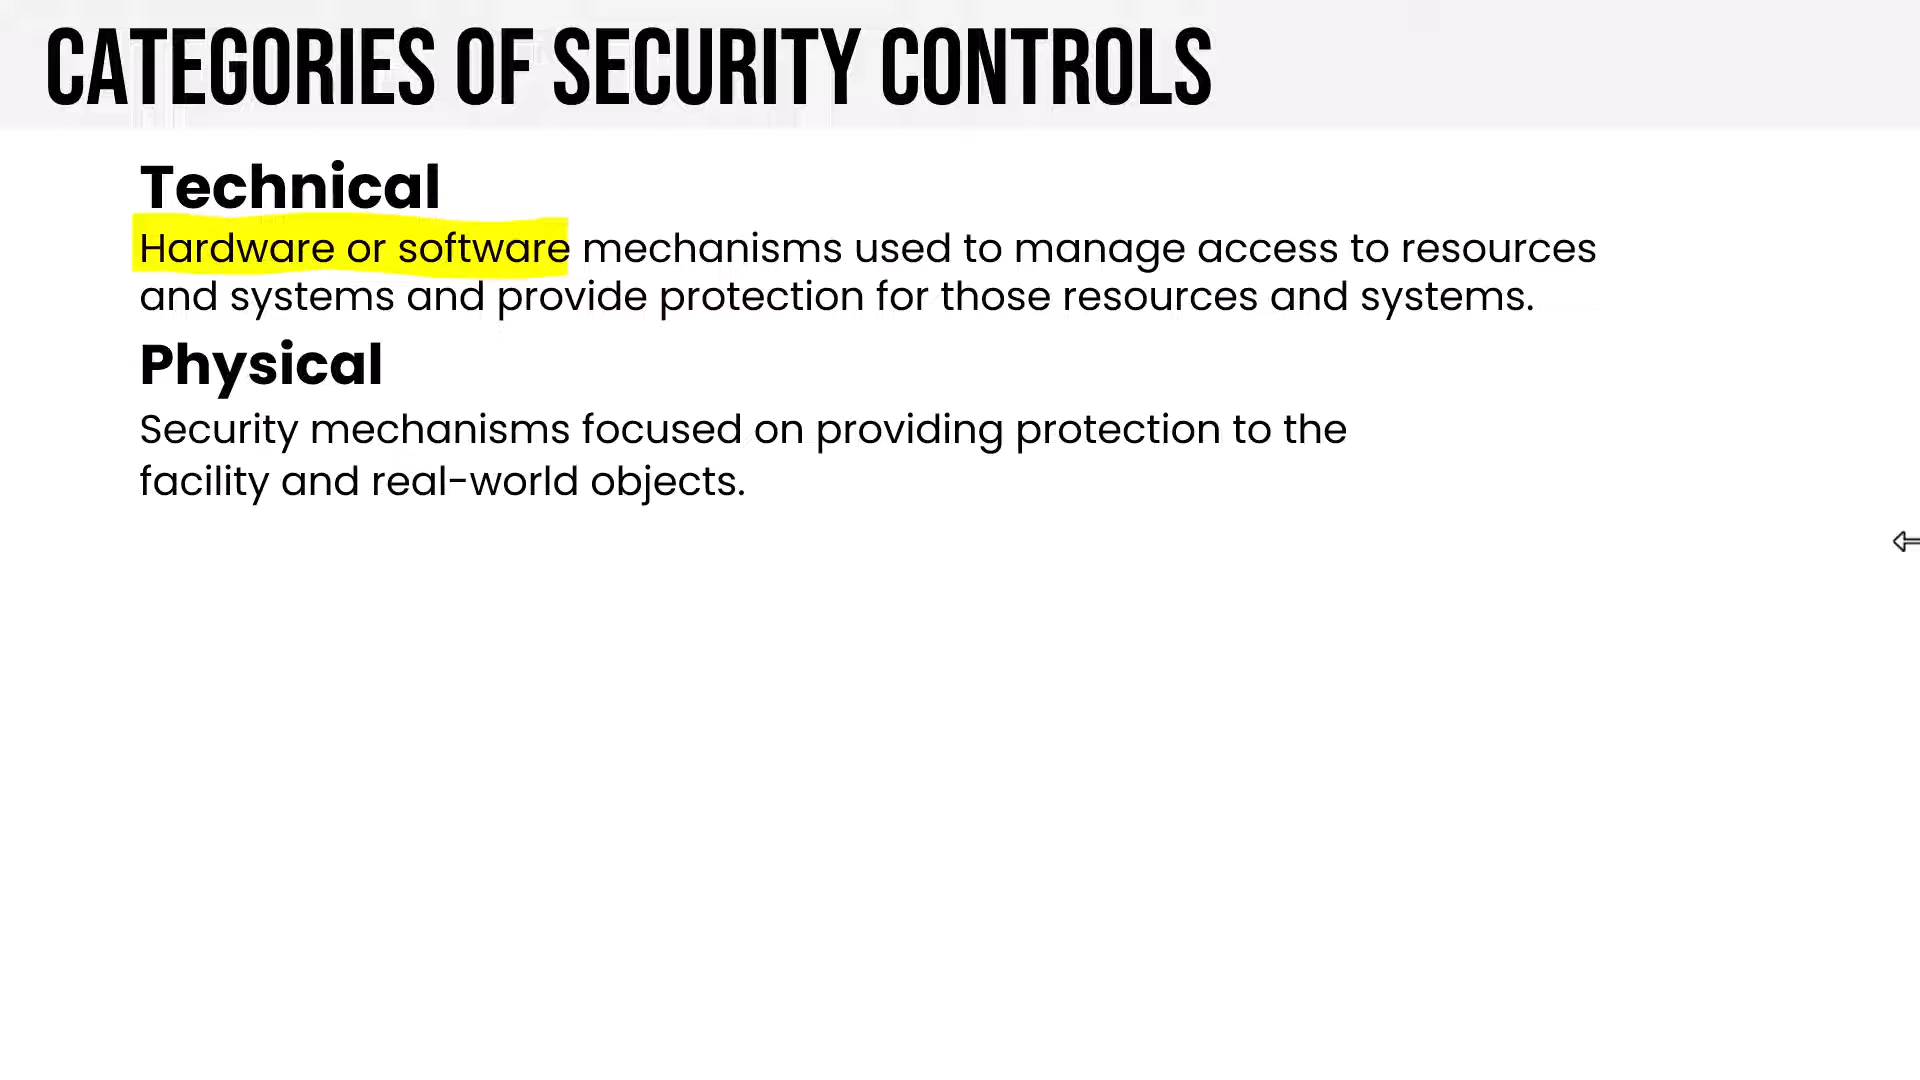 CATEGORIES OF SECURITY CONTROLS
Technical
Hardware or software mechanisms used to manage access to resources
and systems and provide protection for those resources and systems.
Physical
Security mechanisms focused on providing protection to the
facility and real-world objects.